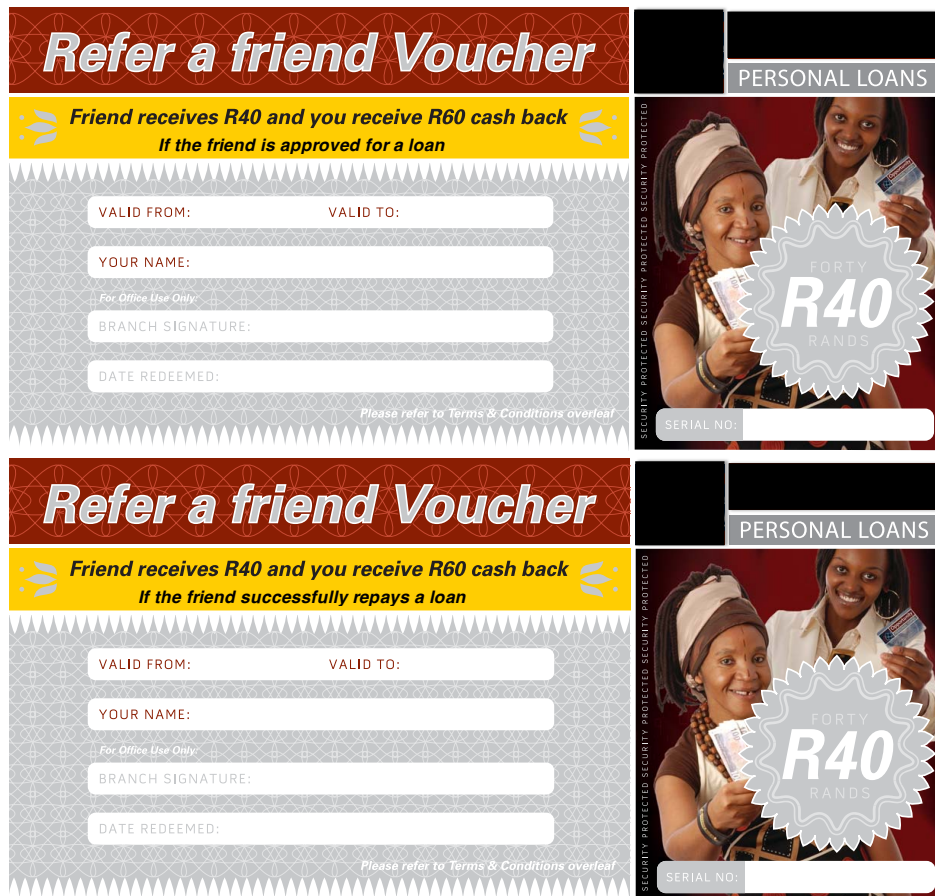 Refer a friend Voucher
PERSONAL LOANS
Friend receives R40 and you receive R60 cash back
If the friend is approved for a loan
VALID FROM: VALID TO:
YOUR NAME:
For Office Use Only:
BRANCH SIGNATURE:
DATE REDEEMED:
Please refer to Terms & Conditions overleaf
SECURITY PROTECTED SECURITY PROTECTED SECURITY PROTECTED
FORTY
R40
RANDS
SERIAL NO:
Refer a friend Voucher
PERSONAL LOANS
Friend receives R40 and you receive R60 cash back
If the friend successfully repays a loan
VALID FROM: VALID TO:
YOUR NAME:
For Office Use Only:
BRANCH SIGNATURE:
DATE REDEEMED:
Please refer to Terms & Conditions overleaf
SECURITY PROTECTED SECURITY PROTECTED SECURITY PROTECTED
FORTY
R40
RANDS
SERIAL NO: